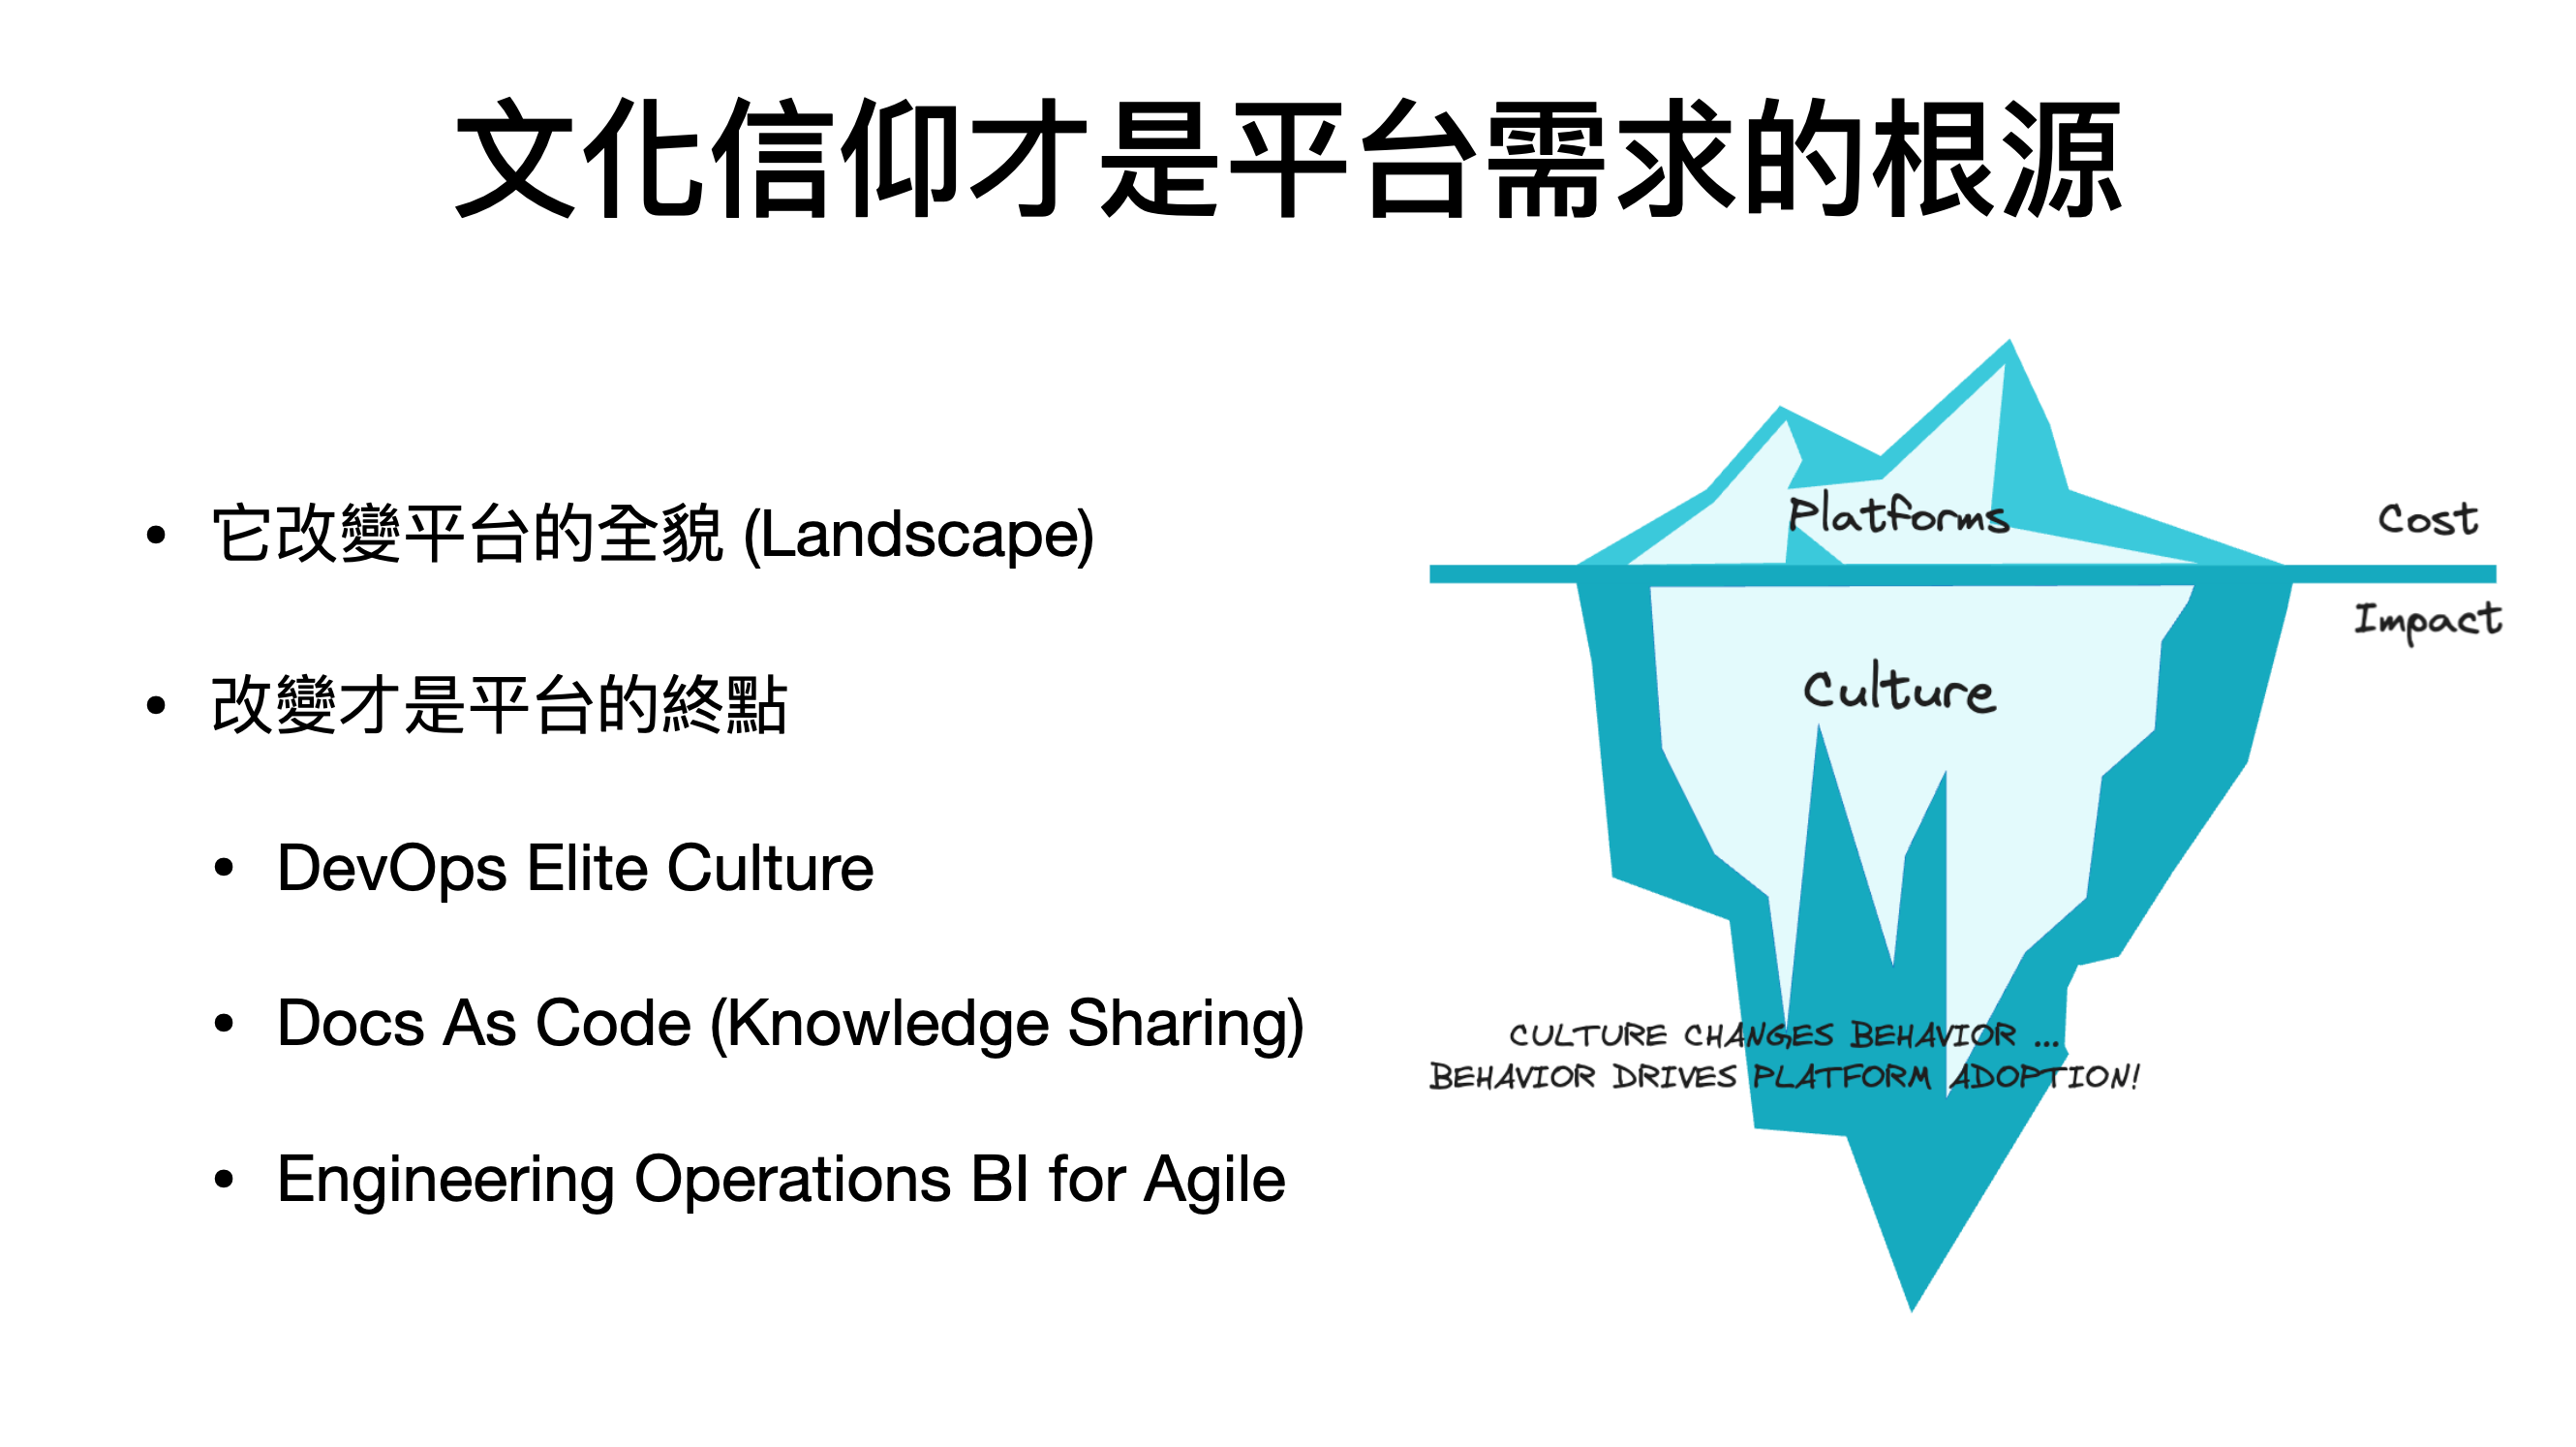 文化信仰才是平台需求的根源
• 它改變平台的全貌 (Landscape)
• 改變才是平台的終點
• DevOps Elite Culture
• Docs As Code (Knowledge Sharing)
• Engineering Operations BI for Agile
Platforms
Cost
Impact
Culture
CULTURE CHANGES BEHAVIOR ...
BEHAVIOR DRIVES PLATFORM ADOPTION!